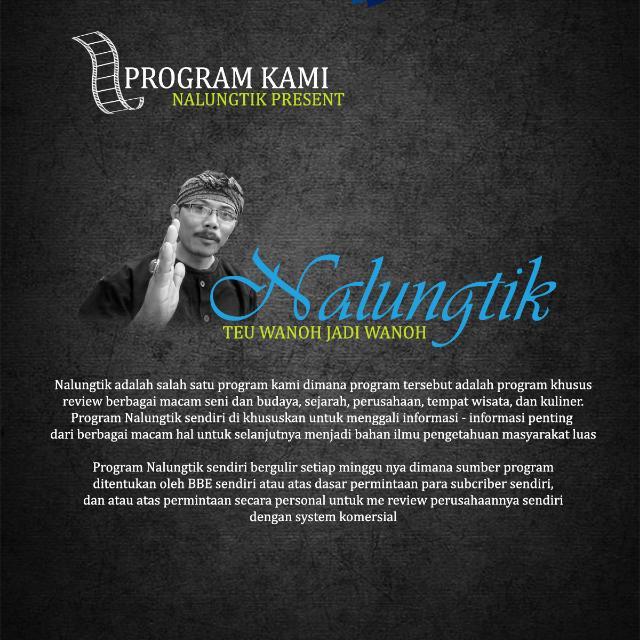 PROGRAM KAMI
NALUNGTIK PRESENT
Nalungtik
TEU WANOH JADI WANOH
Nalungtik adalah salah satu program kami dimana program tersebut adalah program khusus
review berbagai macam seni dan budaya, sejarah, perusahaan, tempat wisata, dan kuliner.
Program Nalungtik sendiri di khususkan untuk menggali informasi - informasi penting
dari berbagai macam hal untuk selanjutnya menjadi bahan ilmu pengetahuan masyarakat luas
Program Nalungtik sendiri bergulir setiap minggu nya dimana sumber program
ditentukan oleh BBE sendiri atau atas dasar permintaan para subcriber sendiri,
dan atau atas permintaan secara personal untuk me review perusahaannya sendiri
dengan system komersial